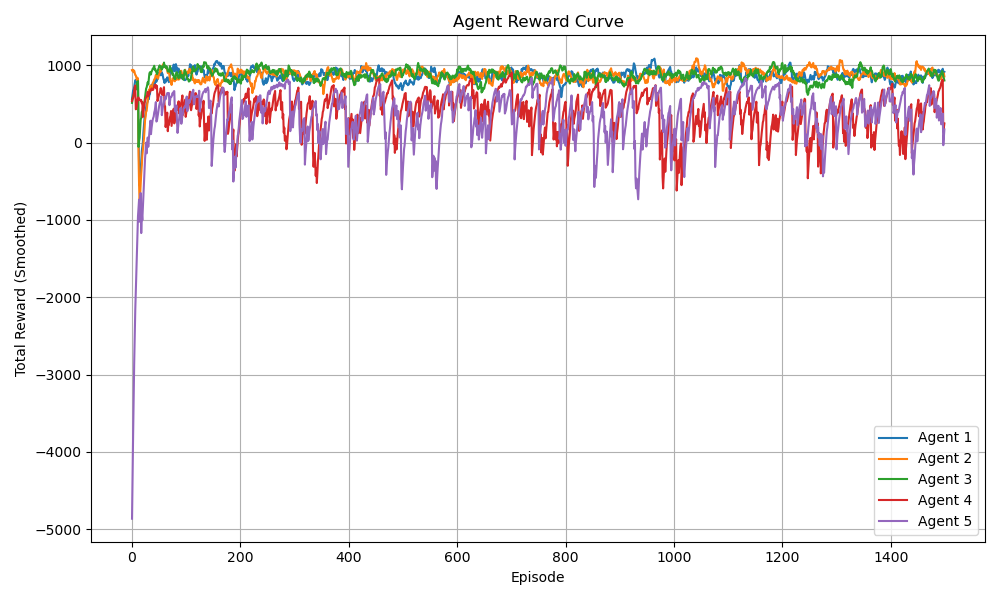 Agent Reward Curve
Total Reward (Smoothed)
1000
0
−1000
−2000
−3000
−4000
−5000
0 200 400 600 800 1000 1200 1400
Episode
Agent 1
Agent 2
Agent 3
Agent 4
Agent 5